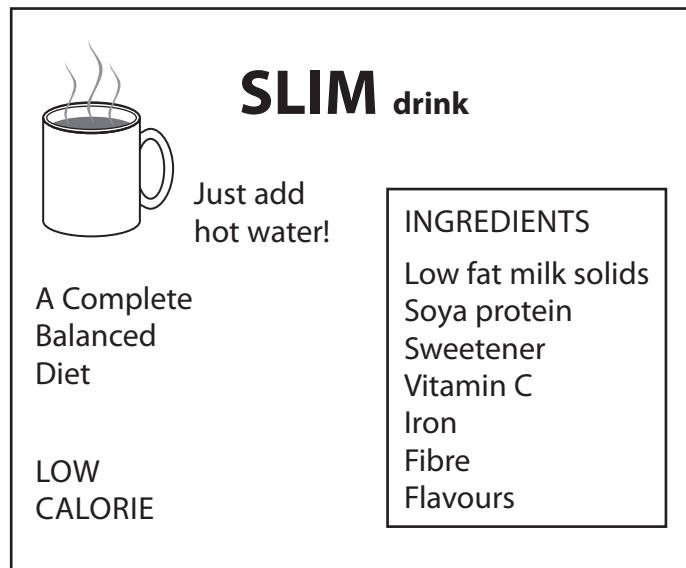 SLIM drink
Just add
hot water!
A Complete
Balanced
Diet
LOW
CALORIE
INGREDIENTS
Low fat milk solids
Soya protein
Sweetener
Vitamin C
Iron
Fibre
Flavours